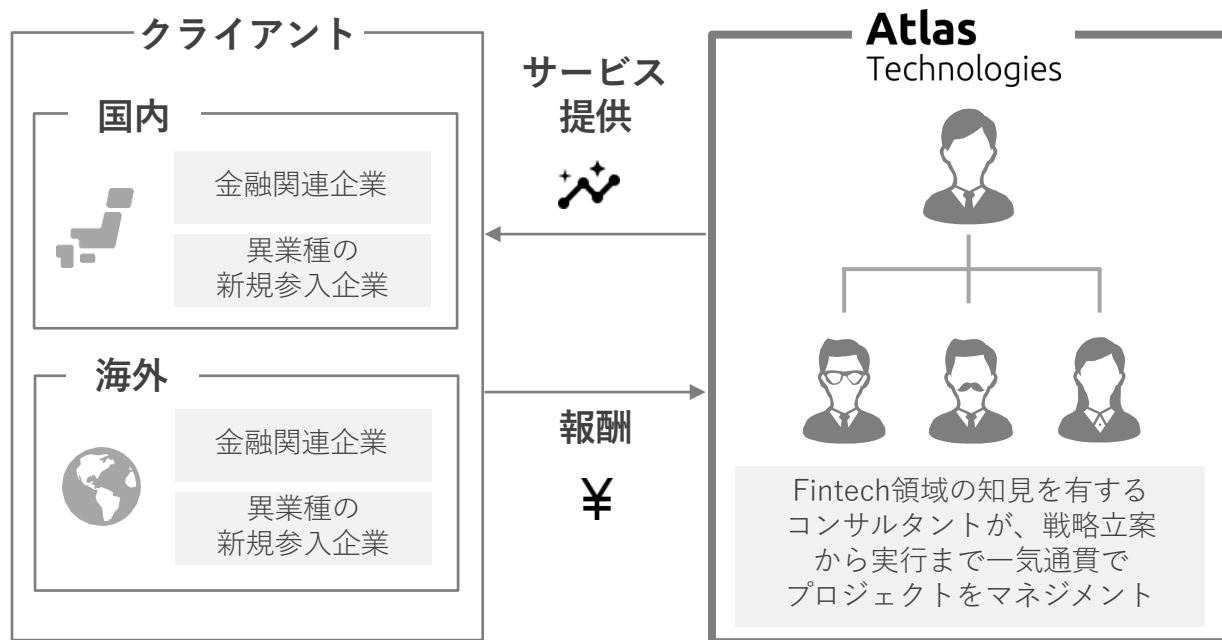 クライアント
国内
金融関連企業
異業種の
新規参入企業
海外
金融関連企業
異業種の
新規参入企業
サービス
提供
報酬
¥
Atlas
Technologies
Fintech領域の知見を有する
コンサルタントが、戦略立案
から実行まで一気通貫で
プロジェクトをマネジメント